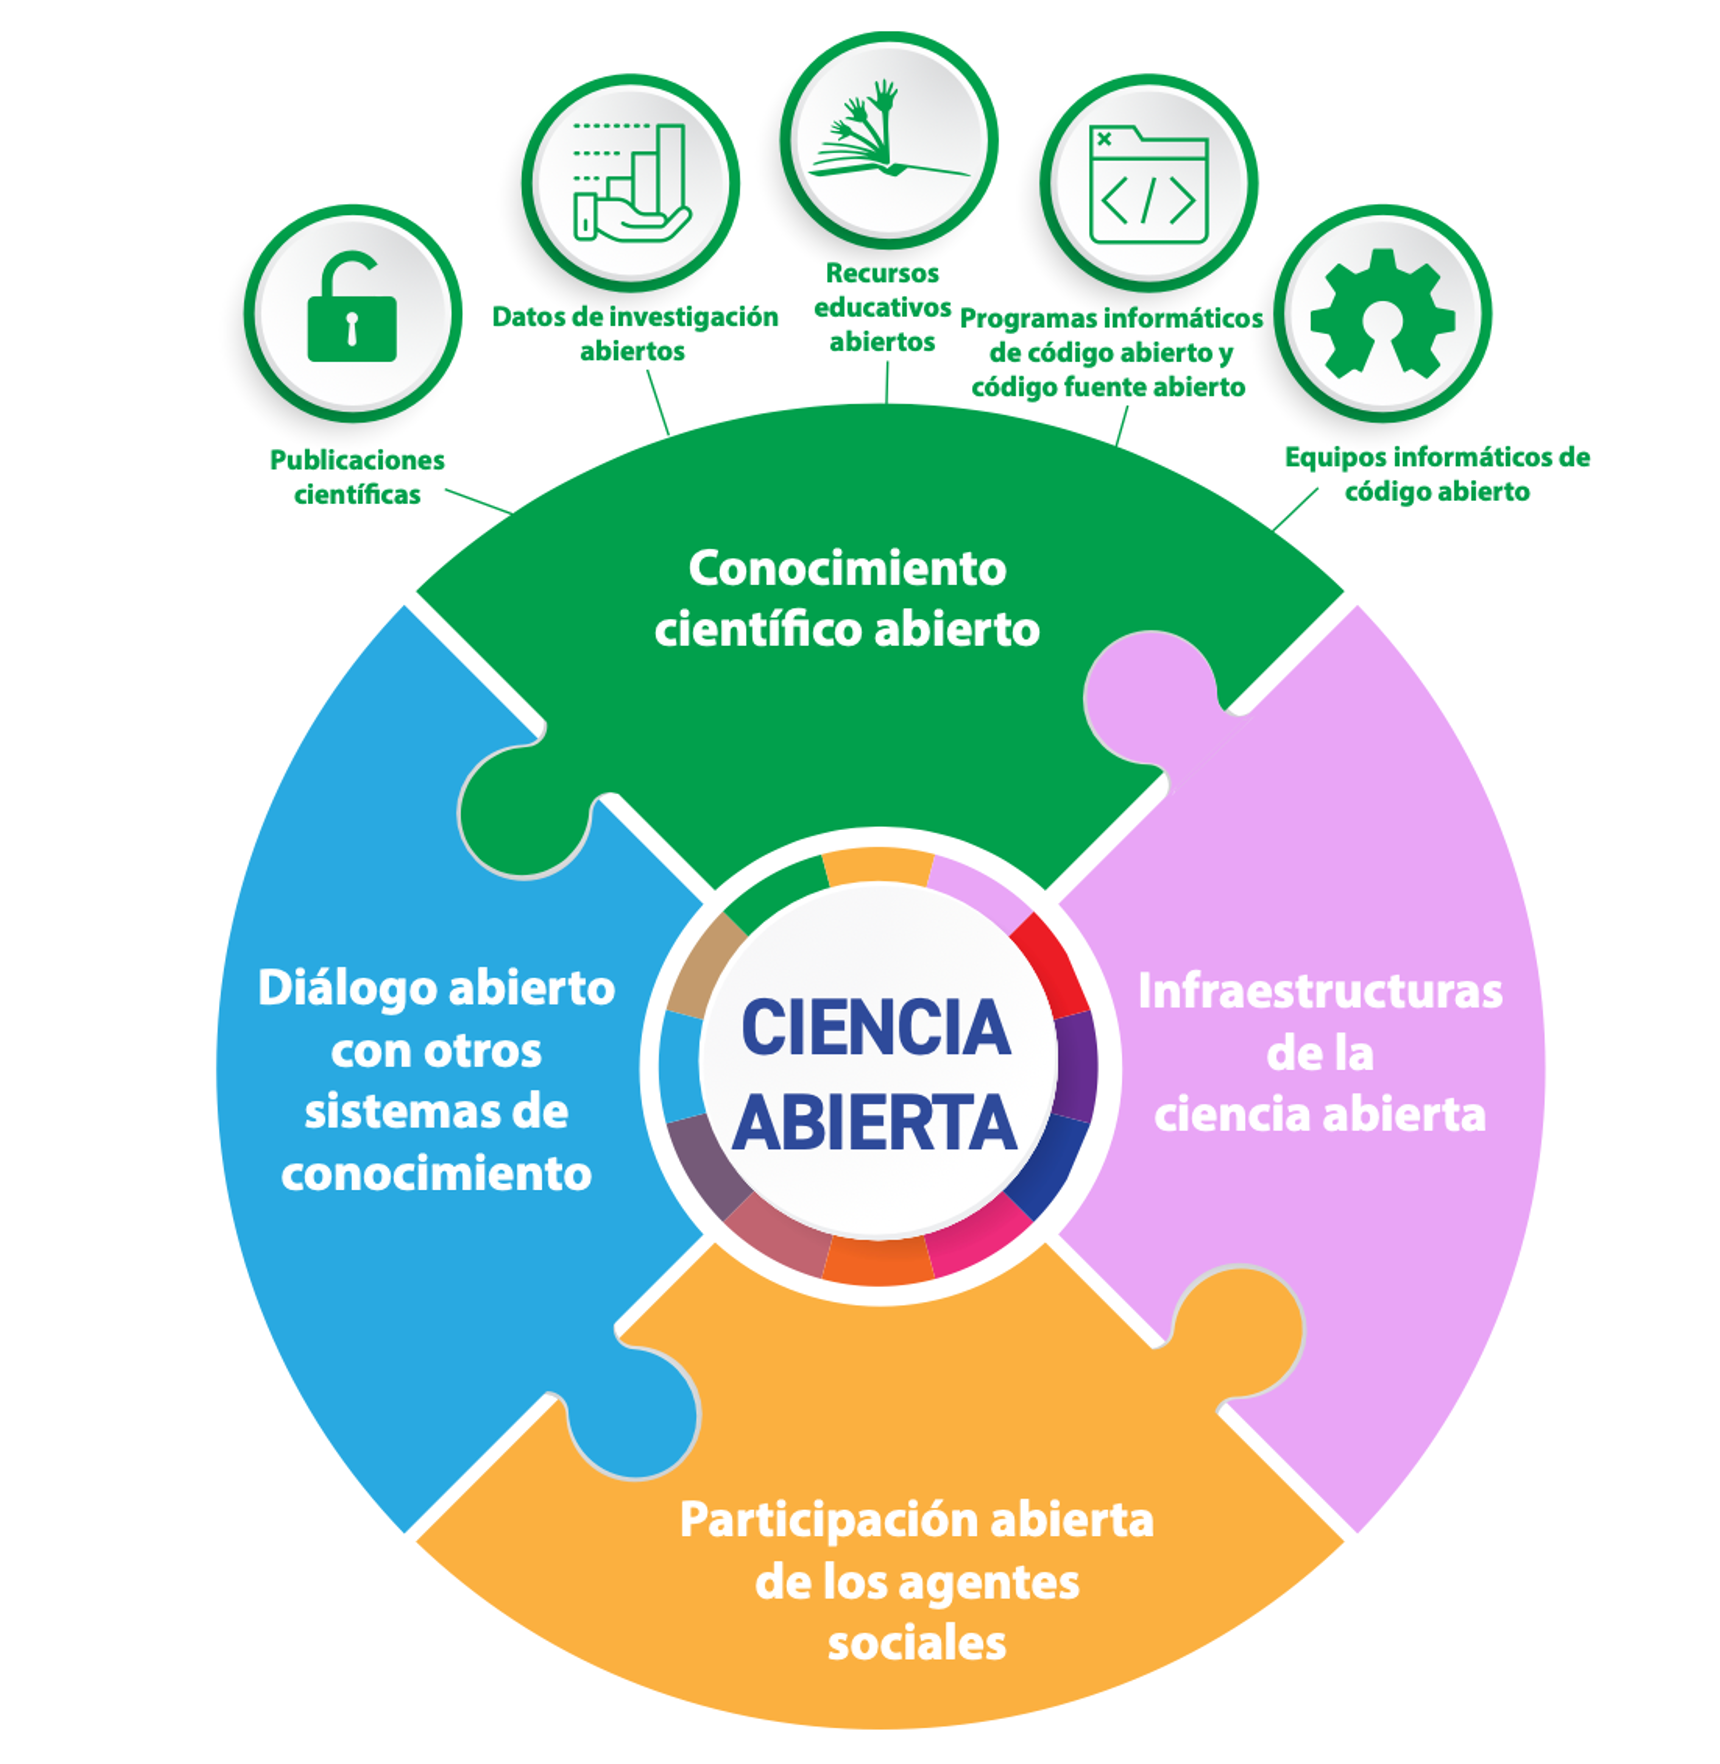 Publicaciones
científicas
Datos de investigación
abiertos
Recursos
educativos
abiertos
Programas informáticos
de código abierto y
código fuente abierto
Equipos informáticos de
código abierto
Conocimiento
científico abierto
Diálogo abierto
con otros
sistemas de
conocimiento
CIENCIA
ABIERTA
Infraestructuras
de la
ciencia abierta
Participación abierta
de los agentes
sociales